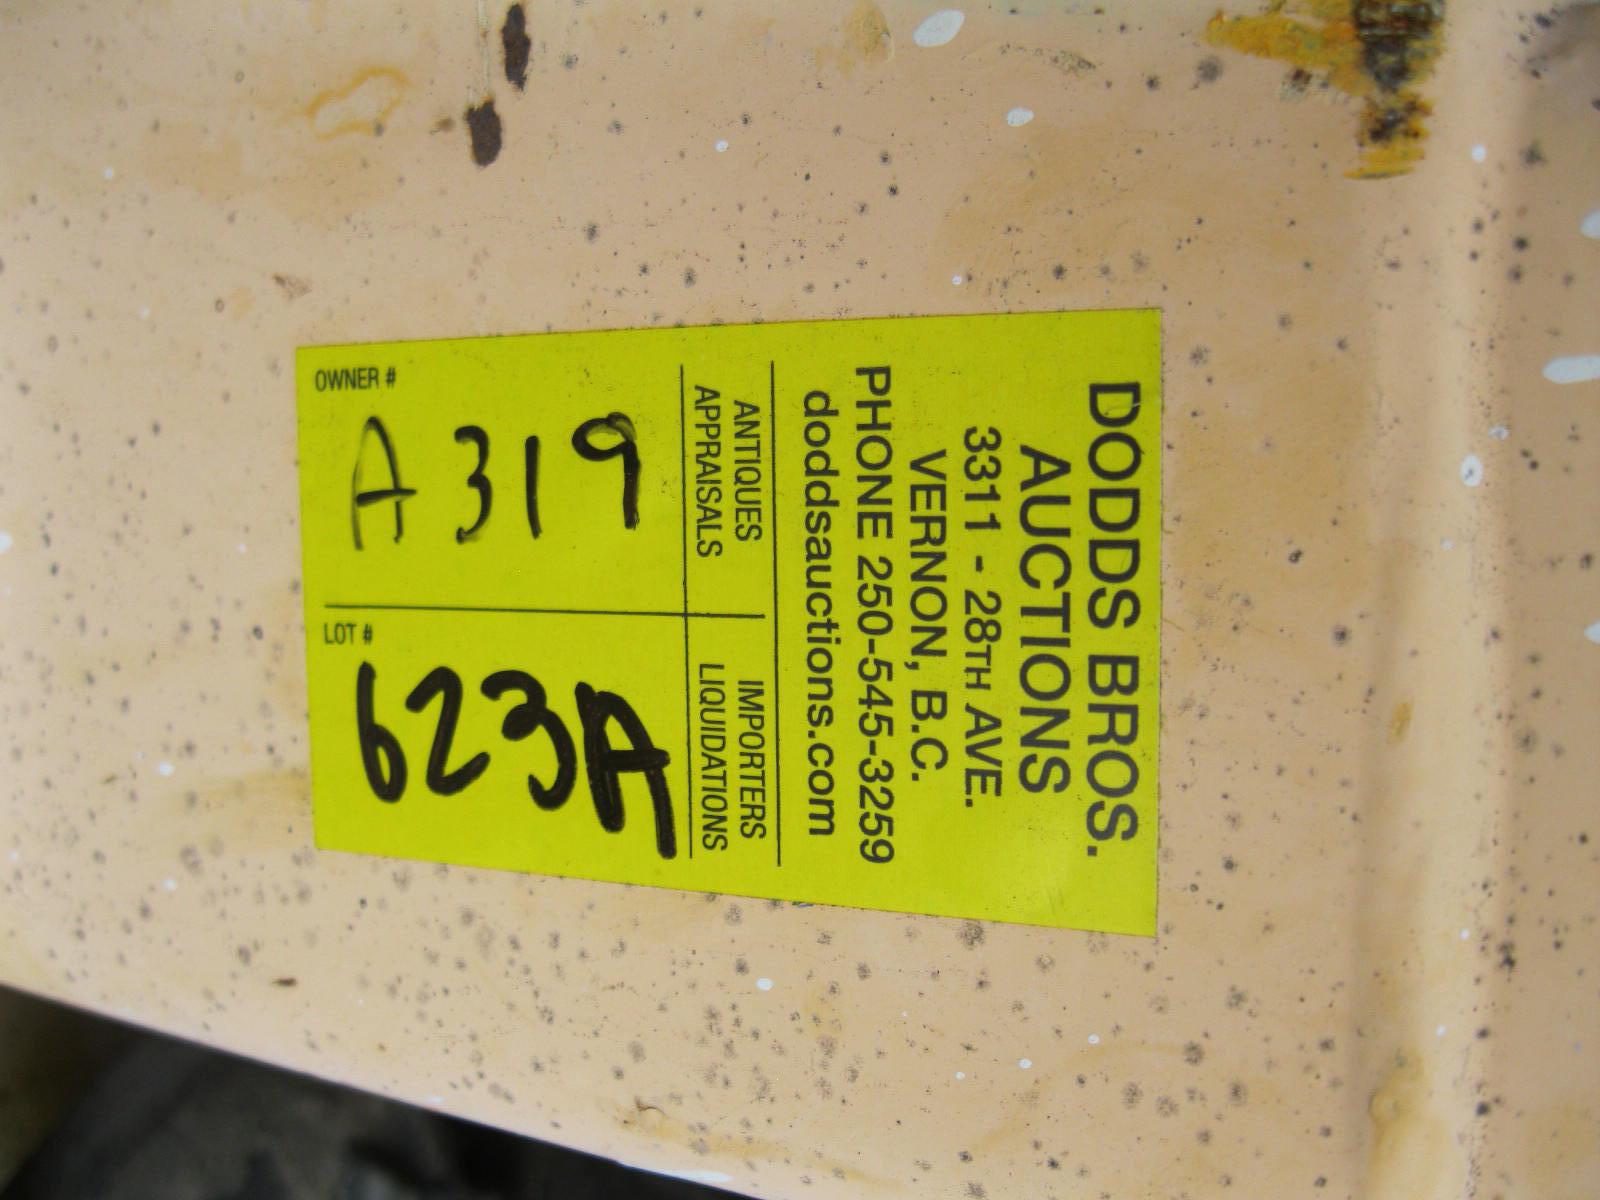 DODDS BROS.
AUCTIONS
3311 - 28TH AVE.
VERNON, B.C.
PHONE 250-545-3259
doddsauctions.com
ANTIQUES IMPORTERS
APPRAISALS LIQUIDATIONS
A319 623A
OWNER # LOT #